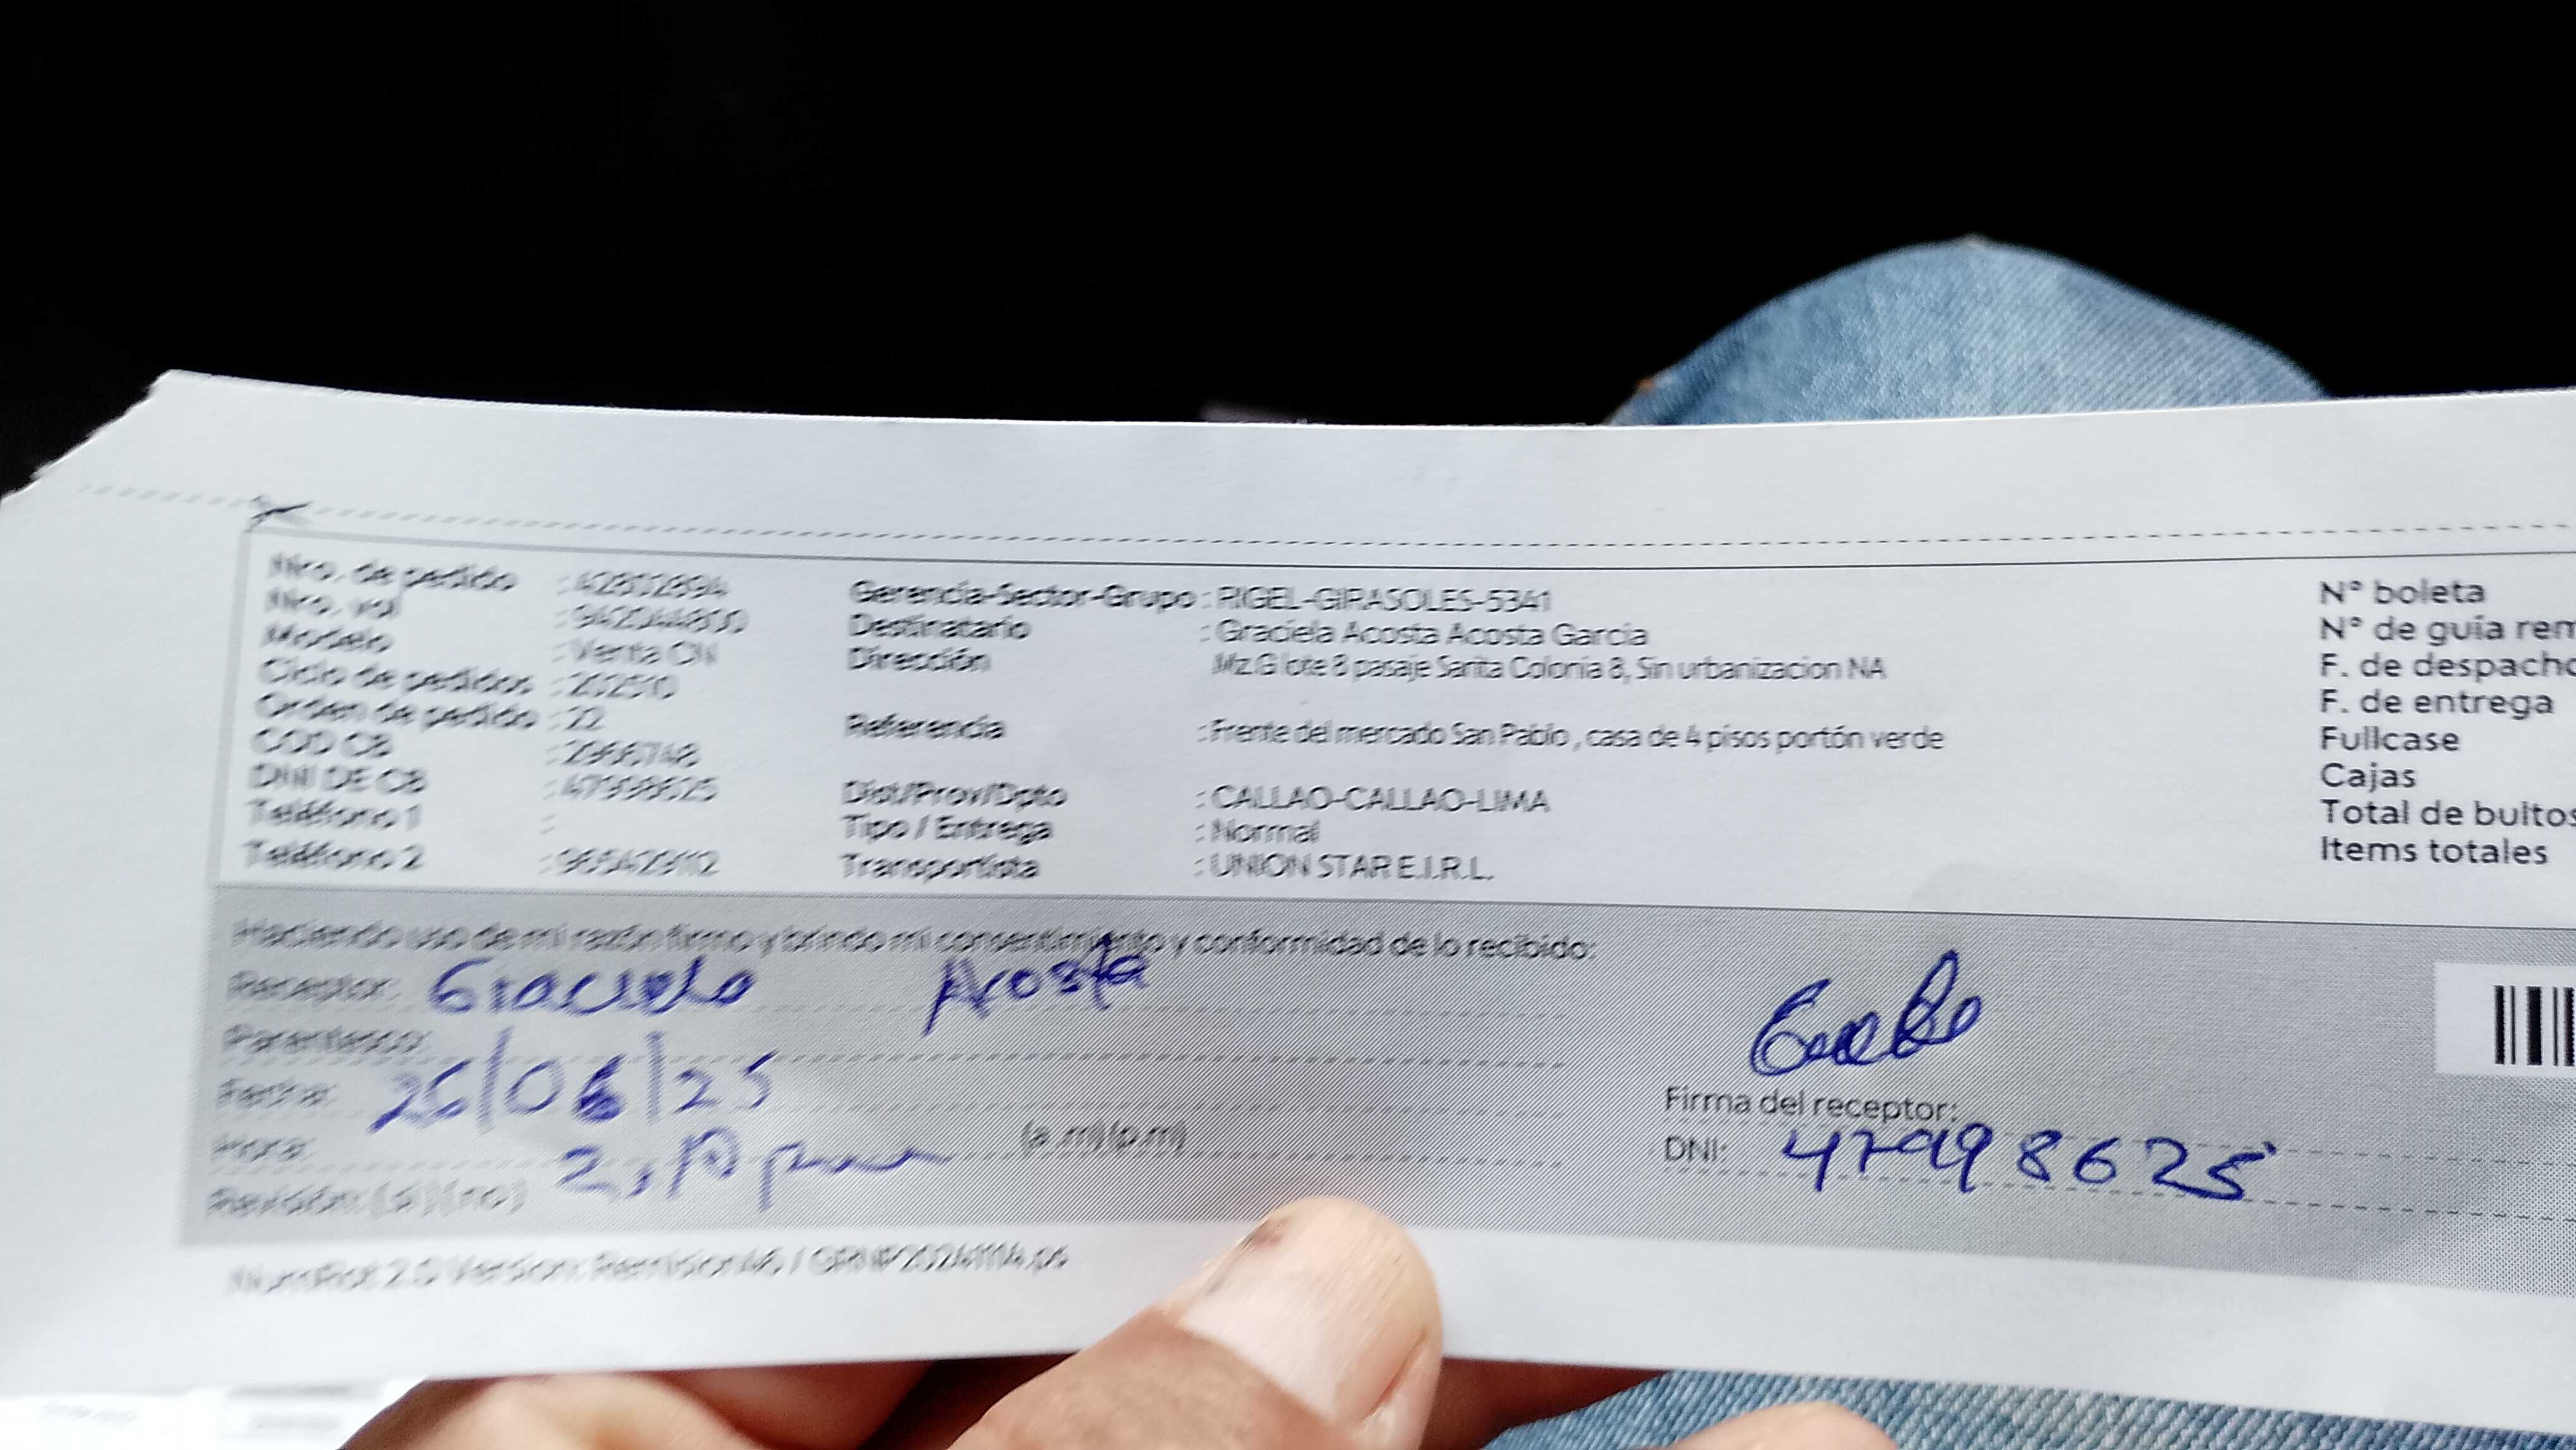 Nro. de pedido : 42802894
Nro. vol
Modelo : Venta CN
Ciclo de pedidos : 202510
Orden de pedido : 22
COD CB : 2966748
DNI DE CB : 47998625
Teléfono 1 :
Teléfono 2 : 965429112
Gerencia-Sector-Grupo : RIGEL-GIRASOLES-5341
Destinatario : Graciela Acosta Acosta Garcia
Dirección Mz.G lote 8 pasaje Sarita Colonia 8, Sin urbanizacion NA
Referencia : Frente del mercado San Pablo , casa de 4 pisos portón verde
Dist/Prov/Dpto : CALLAO-CALLAO-LIMA
Tipo / Entrega : Normal
Transportista : UNION STAR E.I.R.L.
N° boleta
N° de guía rem
F. de despacho
F. de entrega
Fullcase
Cajas
Total de bultos
Items totales
Haciendo uso de mi razón firmo y brindo mi consentimiento y conformidad de lo recibido:
Receptor: Graciela Acosta
Parentesco:
Fecha: 26/06/25
Hora: 2:10 pm (a.m)(p.m)
Revisión: (si) (no)
Firma del receptor:
DNI: 47998625